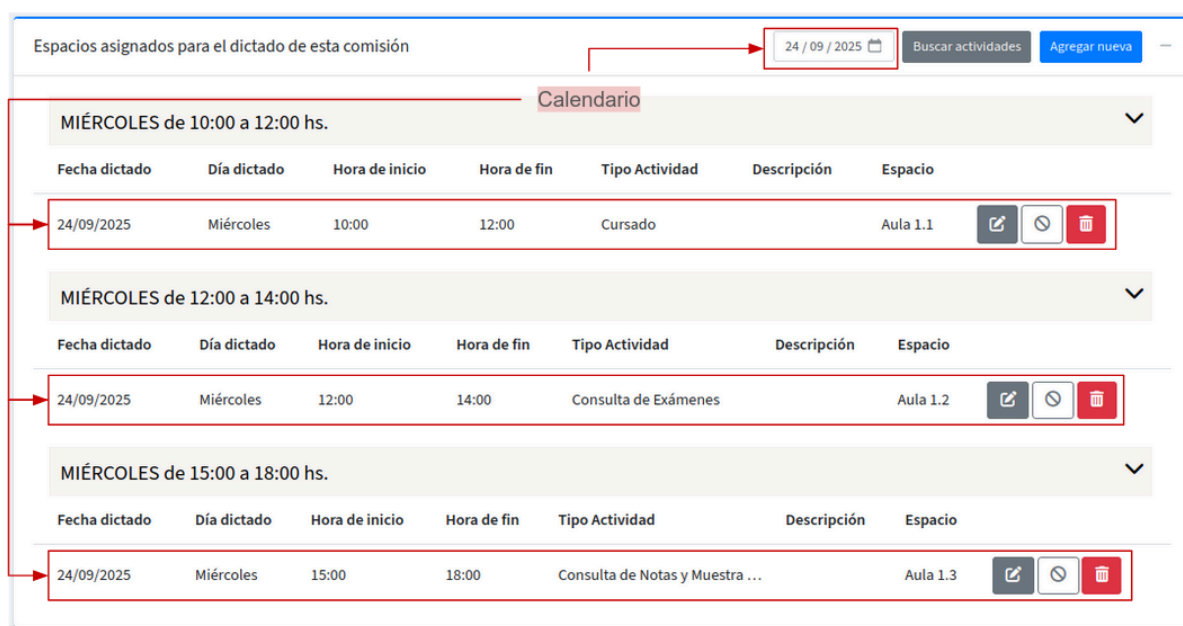 Espacios asignados para el dictado de esta comisión 24 / 09 / 2025 Buscar actividades Agregar nueva
Calendario
MIÉRCOLES de 10:00 a 12:00 hs.
Fecha dictado Día dictado Hora de inicio Hora de fin Tipo Actividad Descripción Espacio
24/09/2025 Miércoles 10:00 12:00 Cursado Aula 1.1
MIÉRCOLES de 12:00 a 14:00 hs.
Fecha dictado Día dictado Hora de inicio Hora de fin Tipo Actividad Descripción Espacio
24/09/2025 Miércoles 12:00 14:00 Consulta de Exámenes Aula 1.2
MIÉRCOLES de 15:00 a 18:00 hs.
Fecha dictado Día dictado Hora de inicio Hora de fin Tipo Actividad Descripción Espacio
24/09/2025 Miércoles 15:00 18:00 Consulta de Notas y Muestra ... Aula 1.3